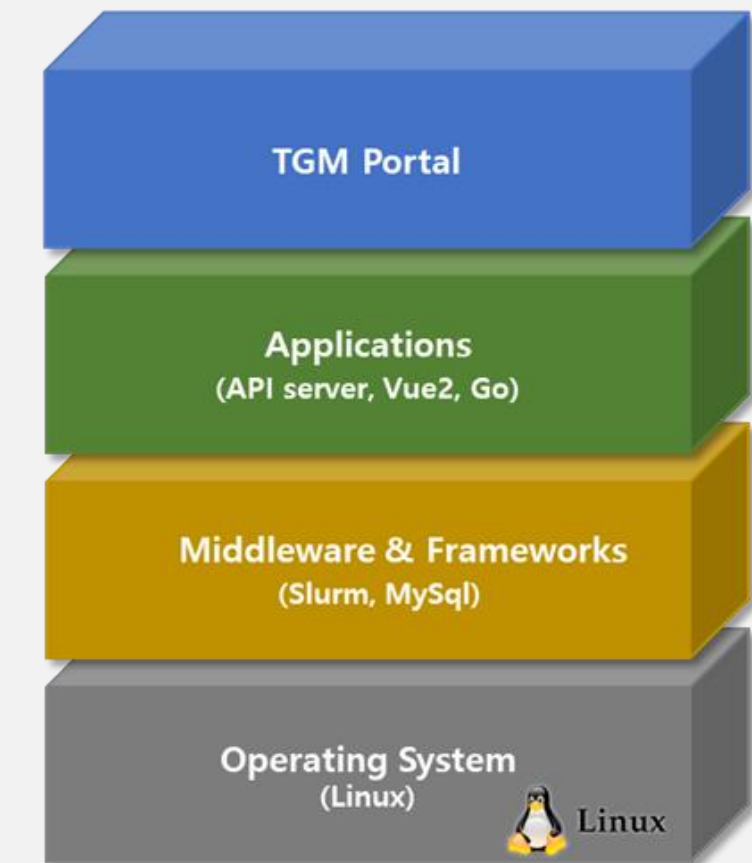 TGM Portal
Applications
(API server, Vue2, Go)
Middleware & Frameworks
(Slurm, MySql)
Operating System
(Linux)
Linux